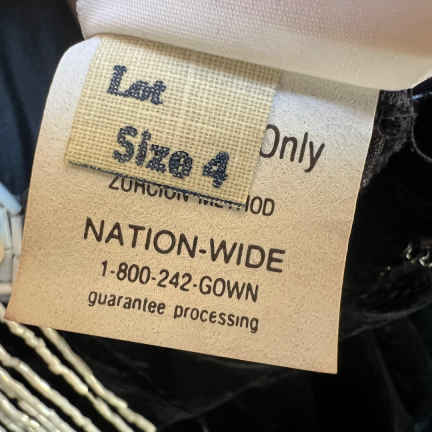 Lot
Size 4
Only
NATION-WIDE
1-800-242-GOWN
guarantee processing